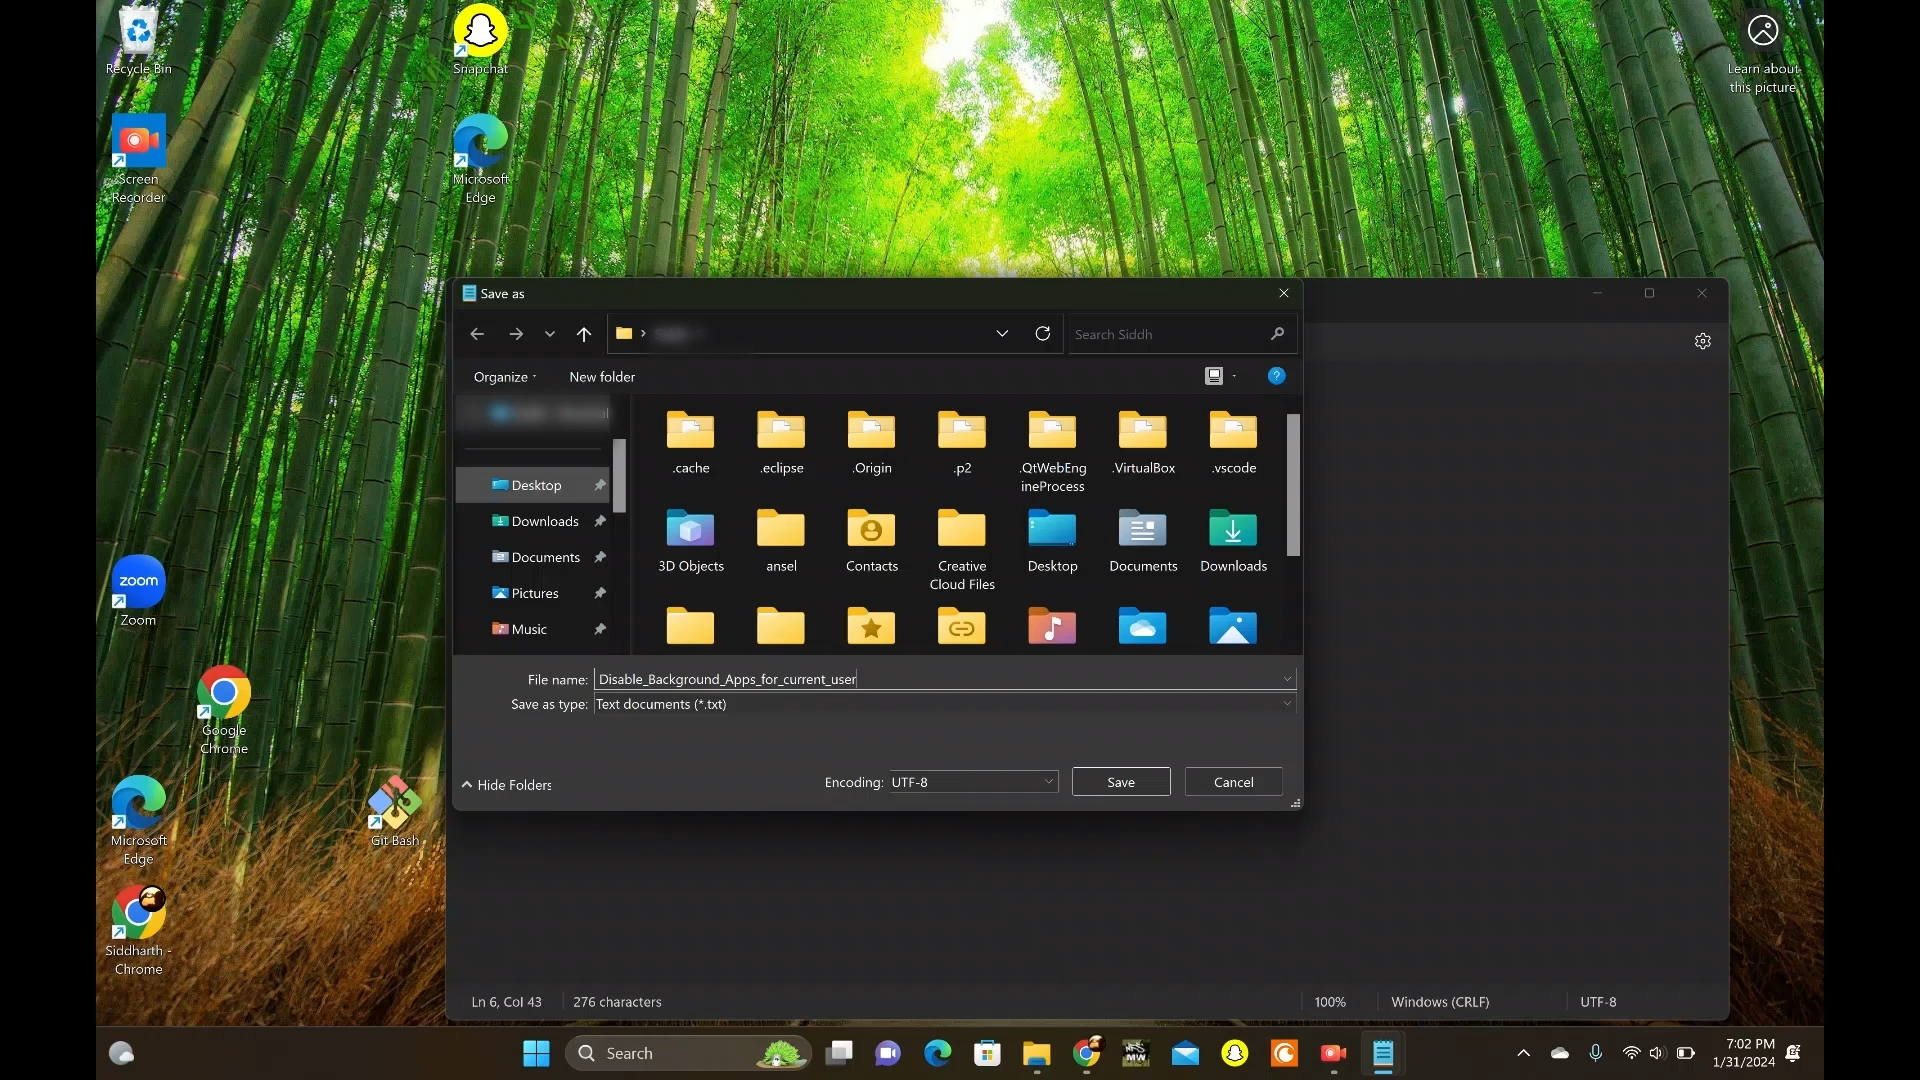 Recycle Bin
Snapchat
Learn about
this picture
Screen
Recorder
Microsoft
Edge
Save as
Search Siddh
Organize
New folder
.cache
.eclipse
.Origin
.p2
.QtWebEng
ineProcess
.VirtualBox
.vscode
Desktop
Downloads
Documents
Pictures
Music
3D Objects
ansel
Contacts
Creative
Cloud Files
Desktop
Documents
Downloads
zoom
Zoom
File name: Disable_Background_Apps_for_current_user
Save as type: Text documents (*.txt)
Google
Chrome
Hide Folders
Encoding: UTF-8
Save
Cancel
Microsoft
Edge
Git Bash
Siddharth -
Chrome
Ln 6, Col 43
276 characters
100%
Windows (CRLF)
UTF-8
Search
NFS
MW
7:02 PM
1/31/2024